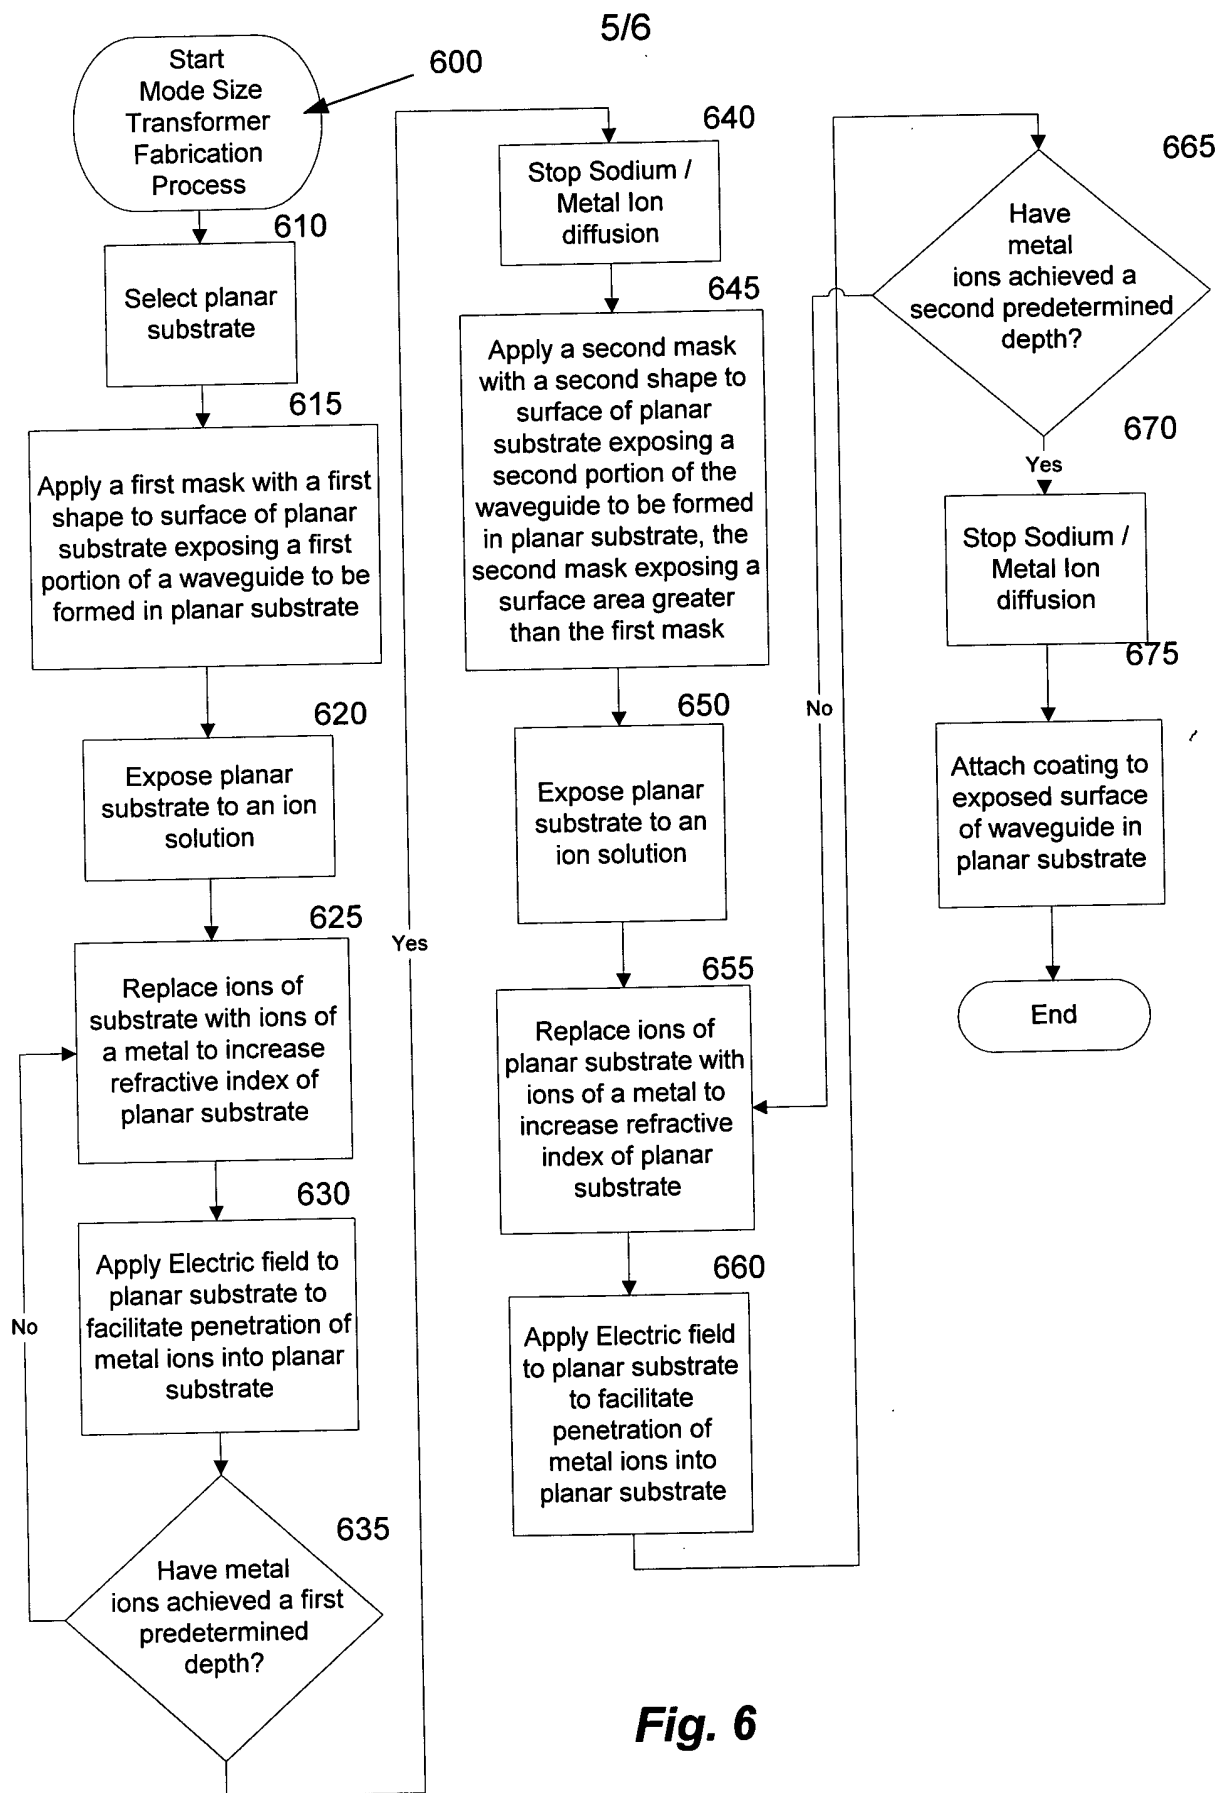 5/6
Start
Mode Size
Transformer
Fabrication
Process
600
610
Select planar
substrate
615
Apply a first mask with a first
shape to surface of planar
substrate exposing a first
portion of a waveguide to be
formed in planar substrate
620
Expose planar
substrate to an ion
solution
625
Replace ions of
substrate with ions of
a metal to increase
refractive index of
planar substrate
630
Apply Electric field to
planar substrate to
facilitate penetration of
metal ions into planar
substrate
No
635
Have metal
ions achieved a first
predetermined
depth?
Yes
640
Stop Sodium /
Metal Ion
diffusion
645
Apply a second mask
with a second shape to
surface of planar
substrate exposing a
second portion of the
waveguide to be formed
in planar substrate, the
second mask exposing a
surface area greater
than the first mask
650
Expose planar
substrate to an
ion solution
655
Replace ions of
planar substrate with
ions of a metal to
increase refractive
index of planar
substrate
660
Apply Electric field
to planar substrate
to facilitate
penetration of
metal ions into
planar substrate
No
665
Have
metal
ions achieved a
second predetermined
depth?
670
Yes
Stop Sodium /
Metal Ion
diffusion
675
Attach coating to
exposed surface
of waveguide in
planar substrate
End
Fig. 6